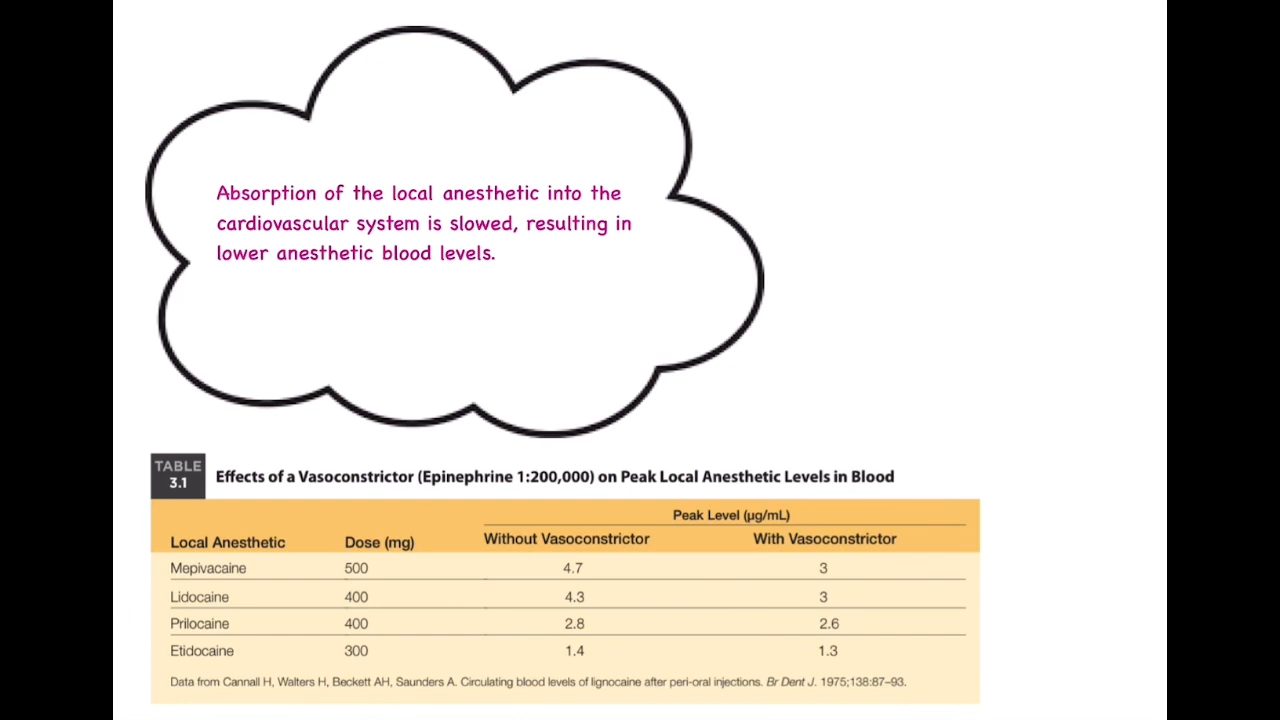 Absorption of the local anesthetic into the
cardiovascular system is slowed, resulting in
lower anesthetic blood levels.
TABLE
3.1
Effects of a Vasoconstrictor (Epinephrine 1:200,000) on Peak Local Anesthetic Levels in Blood
Peak Level (µg/mL)
Local Anesthetic Dose (mg) Without Vasoconstrictor With Vasoconstrictor
Mepivacaine 500 4.7 3
Lidocaine 400 4.3 3
Prilocaine 400 2.8 2.6
Etidocaine 300 1.4 1.3
Data from Cannall H, Walters H, Beckett AH, Saunders A. Circulating blood levels of lignocaine after peri-oral injections. Br Dent J. 1975;138:87–93.